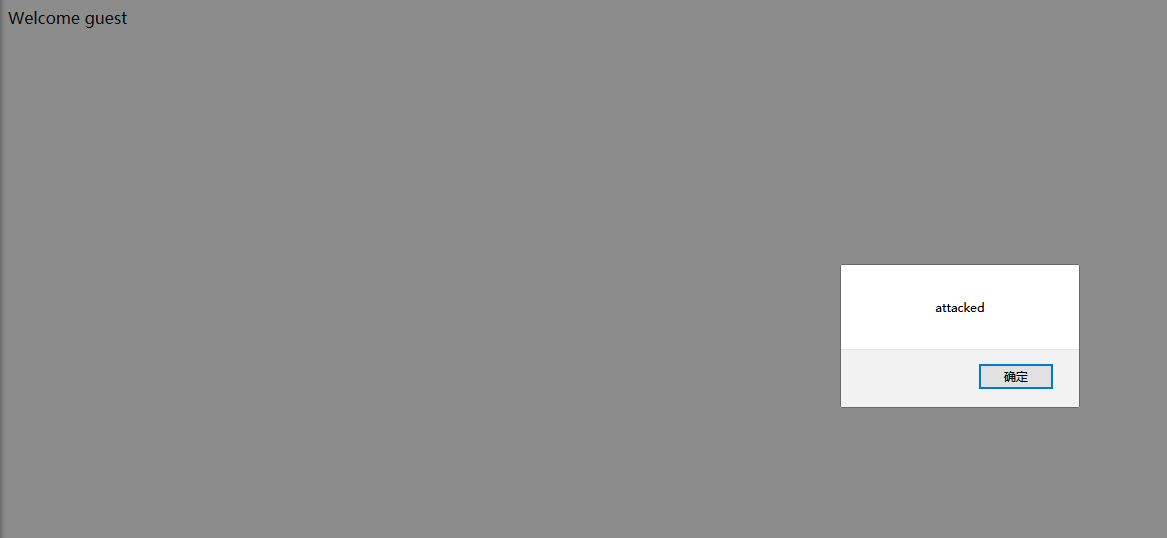 Welcome guest
attacked
确定